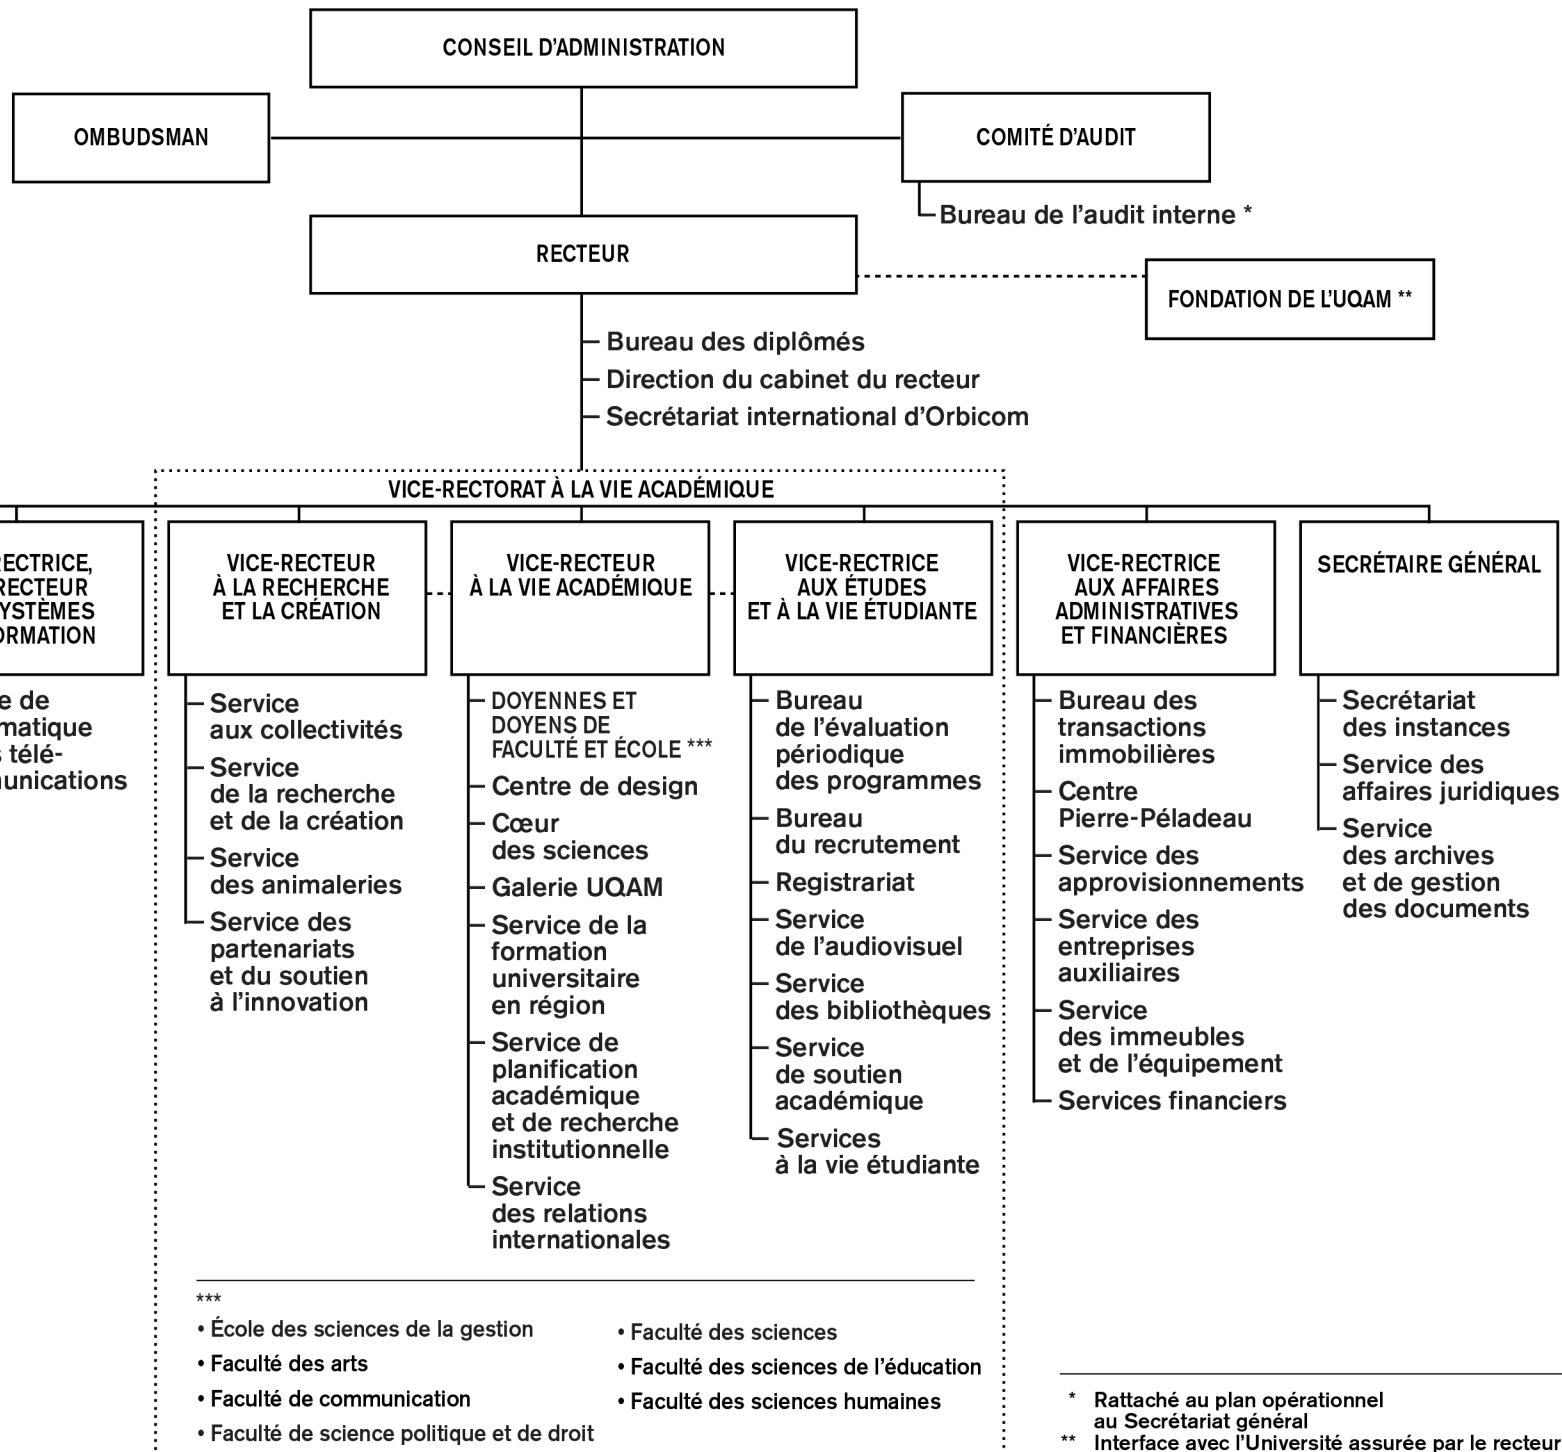 CONSEIL D'ADMINISTRATION
OMBUDSMAN
COMITÉ D'AUDIT
Bureau de l'audit interne *
RECTEUR
FONDATION DE L'UQAM **
Bureau des diplômés
Direction du cabinet du recteur
Secrétariat international d'Orbicom
VICE-RECTORAT À LA VIE ACADÉMIQUE
VICE-RECTEUR
À LA RECHERCHE
ET LA CRÉATION
Service
aux collectivités
Service
de la recherche
et de la création
Service
des animaleries
Service des
partenariats
et du soutien
à l'innovation
VICE-RECTEUR
À LA VIE ACADÉMIQUE
DOYENNES ET
DOYENS DE
FACULTÉ ET ÉCOLE ***
Centre de design
Cœur
des sciences
Galerie UQAM
Service de la
formation
universitaire
en région
Service de
planification
académique
et de recherche
institutionnelle
Service
des relations
internationales
VICE-RECTRICE
AUX ÉTUDES
ET À LA VIE ÉTUDIANTE
Bureau
de l'évaluation
périodique
des programmes
Bureau
du recrutement
Registrariat
Service
de l'audiovisuel
Service
des bibliothèques
Service
de soutien
académique
Services
à la vie étudiante
VICE-RECTRICE
AUX AFFAIRES
ADMINISTRATIVES
ET FINANCIÈRES
Bureau des
transactions
immobilières
Centre
Pierre-Péladeau
Service des
approvisionnements
Service des
entreprises
auxiliaires
Service
des immeubles
et de l'équipement
Services financiers
SECRÉTAIRE GÉNÉRAL
Secrétariat
des instances
Service des
affaires juridiques
Service
des archives
et de gestion
des documents
***
• École des sciences de la gestion
• Faculté des arts
• Faculté de communication
• Faculté de science politique et de droit
• Faculté des sciences
• Faculté des sciences de l'éducation
• Faculté des sciences humaines
* Rattaché au plan opérationnel
au Secrétariat général
** Interface avec l'Université assurée par le recteur